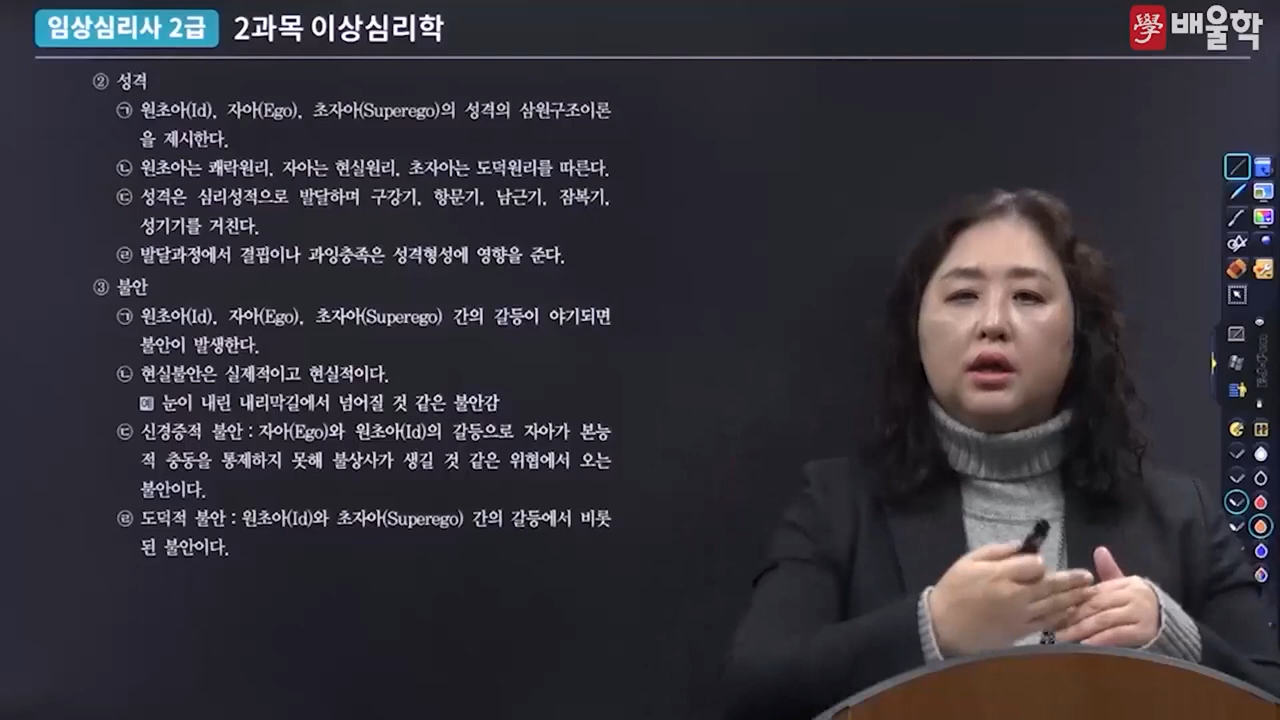 임상심리사 2급 2과목 이상심리학
學 배울학
② 성격
㉠ 원초아(Id), 자아(Ego), 초자아(Superego)의 성격의 삼원구조이론
을 제시한다.
㉡ 원초아는 쾌락원리, 자아는 현실원리, 초자아는 도덕원리를 따른다.
㉢ 성격은 심리성적으로 발달하며 구강기, 항문기, 남근기, 잠복기,
성기기를 거친다.
㉣ 발달과정에서 결핍이나 과잉충족은 성격형성에 영향을 준다.
③ 불안
㉠ 원초아(Id), 자아(Ego), 초자아(Superego) 간의 갈등이 야기되면
불안이 발생한다.
㉡ 현실불안은 실제적이고 현실적이다.
예 눈이 내린 내리막길에서 넘어질 것 같은 불안감
㉢ 신경증적 불안 : 자아(Ego)와 원초아(Id)의 갈등으로 자아가 본능
적 충동을 통제하지 못해 불상사가 생길 것 같은 위협에서 오는
불안이다.
㉣ 도덕적 불안 : 원초아(Id)와 초자아(Superego) 간의 갈등에서 비롯
된 불안이다.